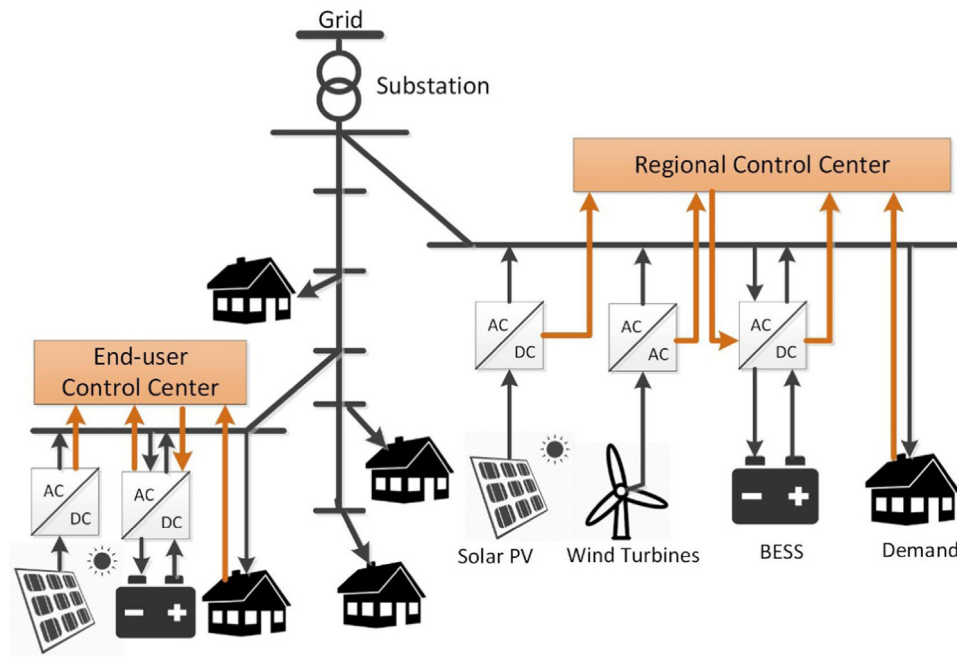 Grid
Substation
Regional Control Center
AC
DC
AC
AC
AC
DC
End-user
Control Center
AC
DC
AC
DC
Solar PV
Wind Turbines
BESS
Demand